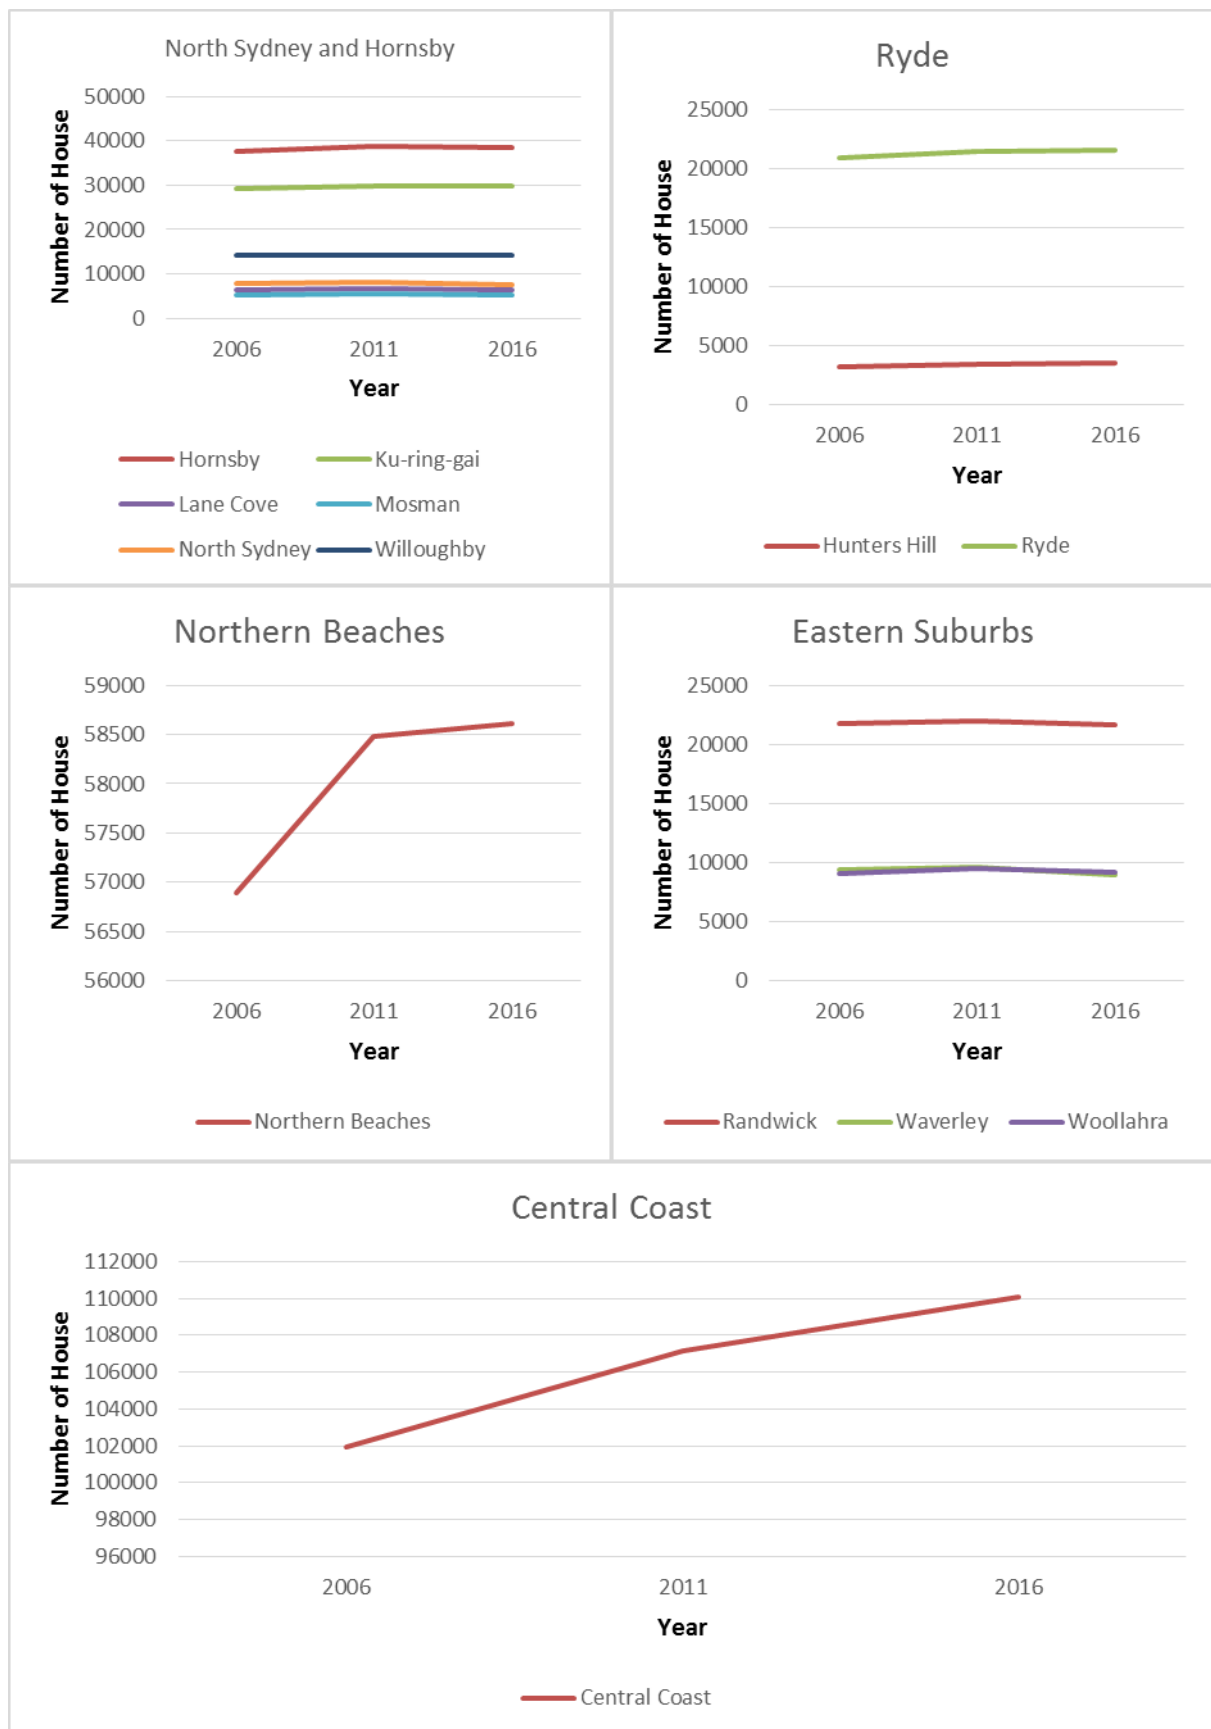 North Sydney and Hornsby
50000
40000
30000
20000
10000
0
Number of House
2006 2011 2016
Year
Hornsby Ku-ring-gai
Lane Cove Mosman
North Sydney Willoughby
Ryde
25000
20000
15000
10000
5000
0
Number of House
2006 2011 2016
Year
Hunters Hill Ryde
Northern Beaches
59000
58500
58000
57500
57000
56500
56000
Number of House
2006 2011 2016
Year
Northern Beaches
Eastern Suburbs
25000
20000
15000
10000
5000
0
Number of House
2006 2011 2016
Year
Randwick Waverley Woollahra
Central Coast
112000
110000
108000
106000
104000
102000
100000
98000
96000
Number of House
2006 2011 2016
Year
Central Coast